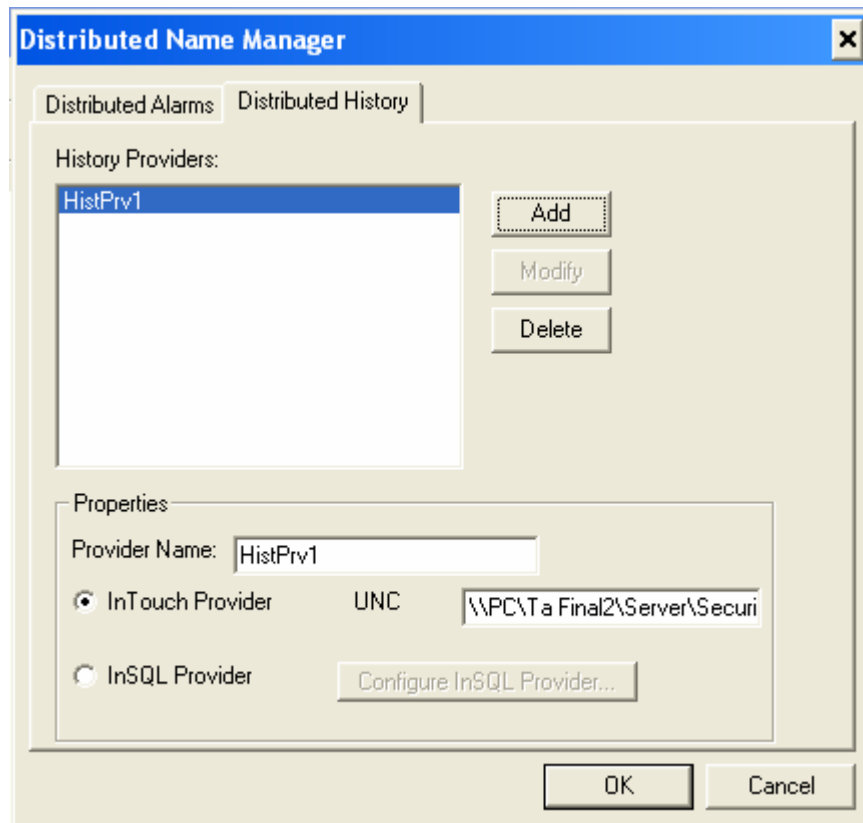 Distributed Name Manager
Distributed Alarms Distributed History
History Providers:
HistPrv1
Add
Modify
Delete
Properties
Provider Name: HistPrv1
InTouch Provider UNC \\PC\Ta Final2\Server\Securi
InSQL Provider Configure InSQL Provider...
OK Cancel